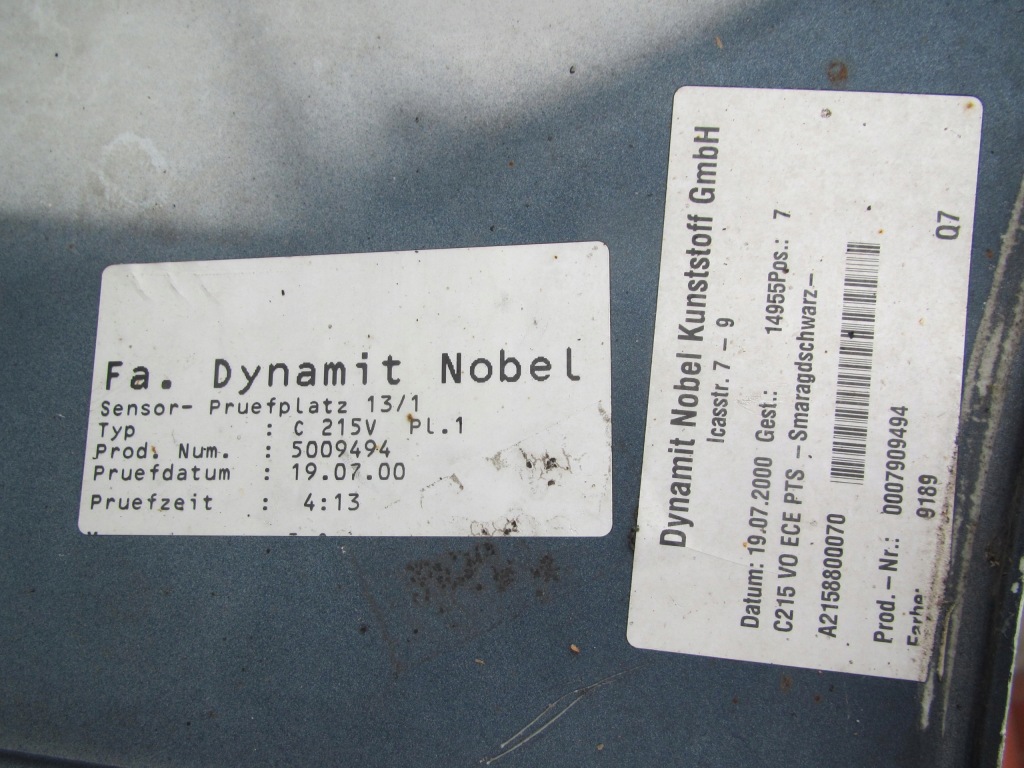 Fa. Dynamit Nobel
Sensor- Pruefplatz 13/1
Typ : C 215V Pl.1
Prod. Num. : 5009494
Pruefdatum : 19.07.00
Pruefzeit : 4:13
Dynamit Nobel Kunststoff GmbH
Icasstr. 7 – 9
Datum: 19.07.2000 Gest.: 14955Pos.: 7
C215 VO ECE PTS – Smaragdschwarz–
A2158800070
Prod. – Nr.: 0007909494
Farbe: 9189 Q7